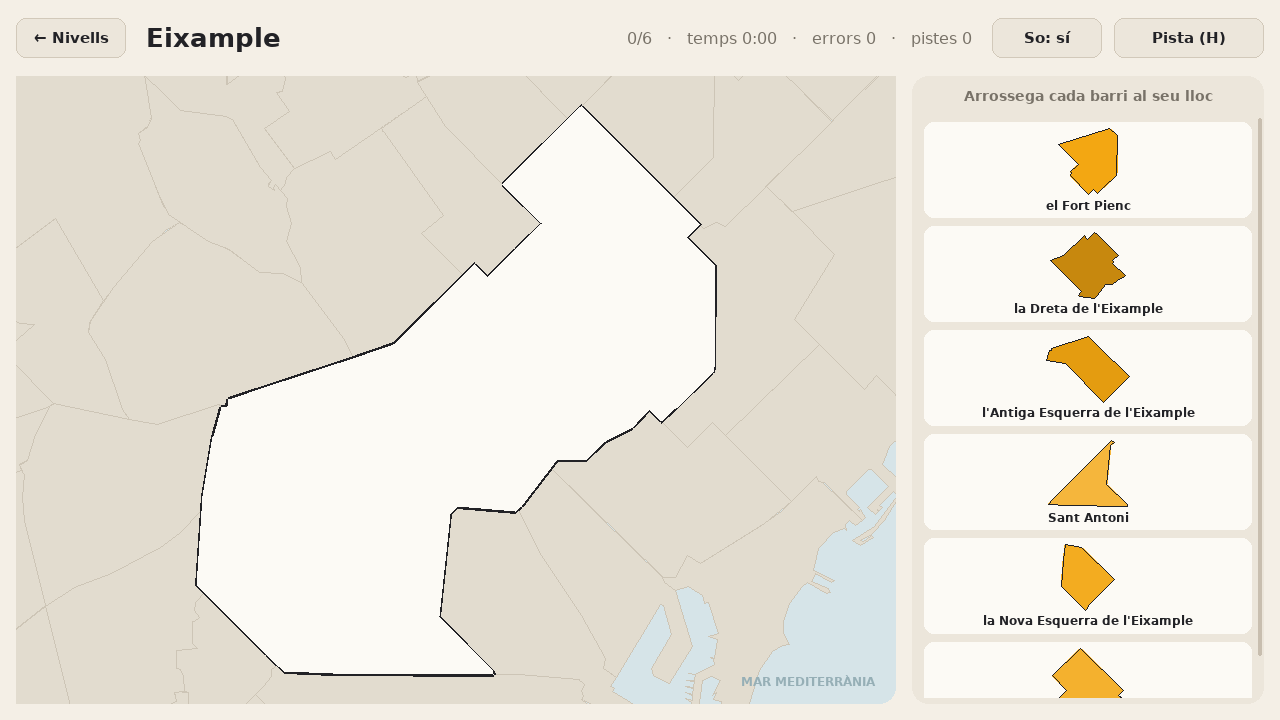 ← Nivells
Eixample
0/6 · temps 0:00 · errors 0 · pistes 0
So: sí
Pista (H)
Arrossega cada barri al seu lloc
el Fort Pienc
la Dreta de l'Eixample
l'Antiga Esquerra de l'Eixample
Sant Antoni
la Nova Esquerra de l'Eixample
MAR MEDITERRÀNIA